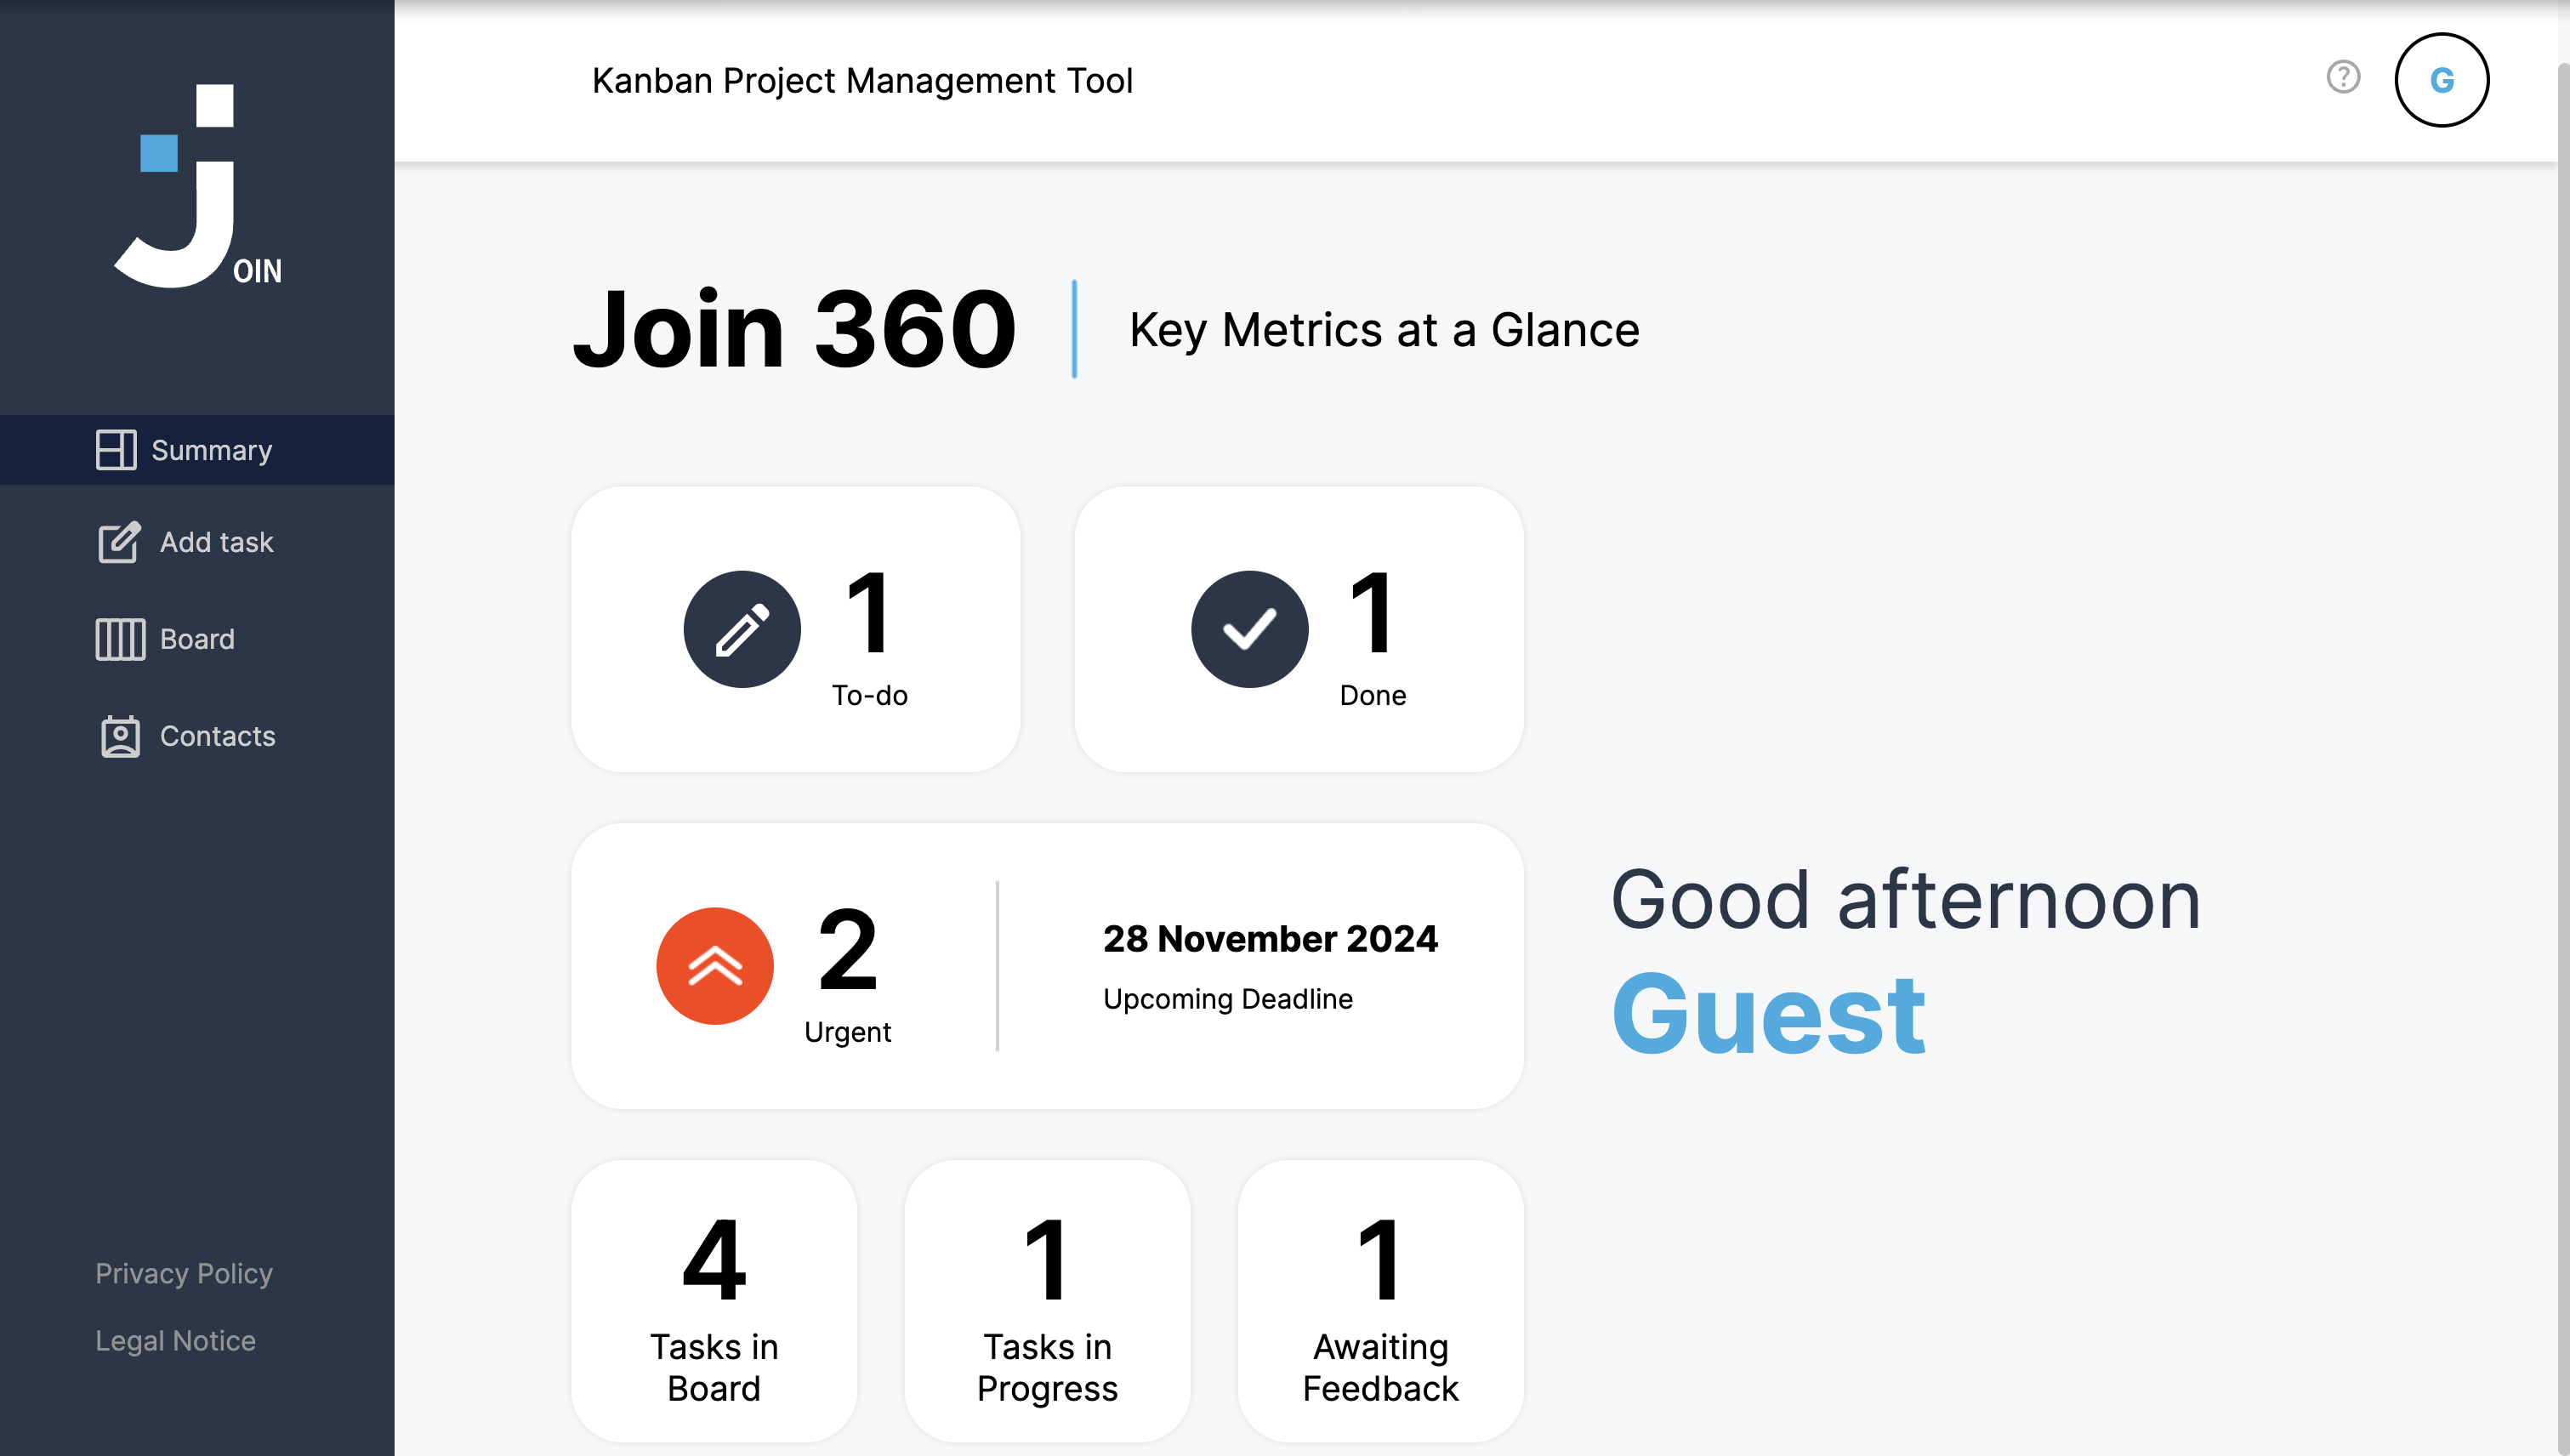 JOIN
Summary
Add task
Board
Contacts
Privacy Policy
Legal Notice
Kanban Project Management Tool
?
G
Join 360
Key Metrics at a Glance
1
To-do
1
Done
2
Urgent
28 November 2024
Upcoming Deadline
4
Tasks in
Board
1
Tasks in
Progress
1
Awaiting
Feedback
Good afternoon
Guest